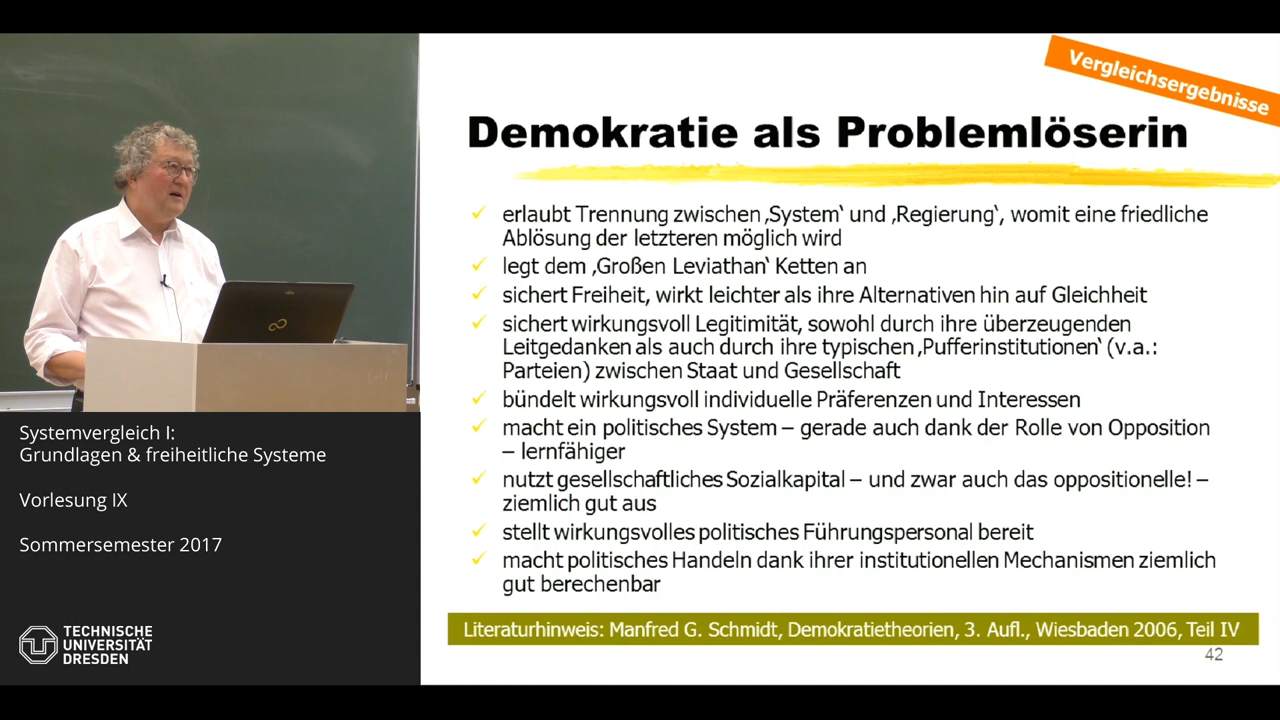 Vergleichsergebnisse
Demokratie als Problemlöserin
erlaubt Trennung zwischen ‚System‘ und ‚Regierung‘, womit eine friedliche
Ablösung der letzteren möglich wird
legt dem ‚Großen Leviathan‘ Ketten an
sichert Freiheit, wirkt leichter als ihre Alternativen hin auf Gleichheit
sichert wirkungsvoll Legitimität, sowohl durch ihre überzeugenden
Leitgedanken als auch durch ihre typischen ‚Pufferinstitutionen‘ (v.a.:
Parteien) zwischen Staat und Gesellschaft
bündelt wirkungsvoll individuelle Präferenzen und Interessen
macht ein politisches System – gerade auch dank der Rolle von Opposition
– lernfähiger
nutzt gesellschaftliches Sozialkapital – und zwar auch das oppositionelle! –
ziemlich gut aus
stellt wirkungsvolles politisches Führungspersonal bereit
macht politisches Handeln dank ihrer institutionellen Mechanismen ziemlich
gut berechenbar
Literaturhinweis: Manfred G. Schmidt, Demokratietheorien, 3. Aufl., Wiesbaden 2006, Teil IV
42
Systemvergleich I:
Grundlagen & freiheitliche Systeme
Vorlesung IX
Sommersemester 2017
TECHNISCHE
UNIVERSITÄT
DRESDEN